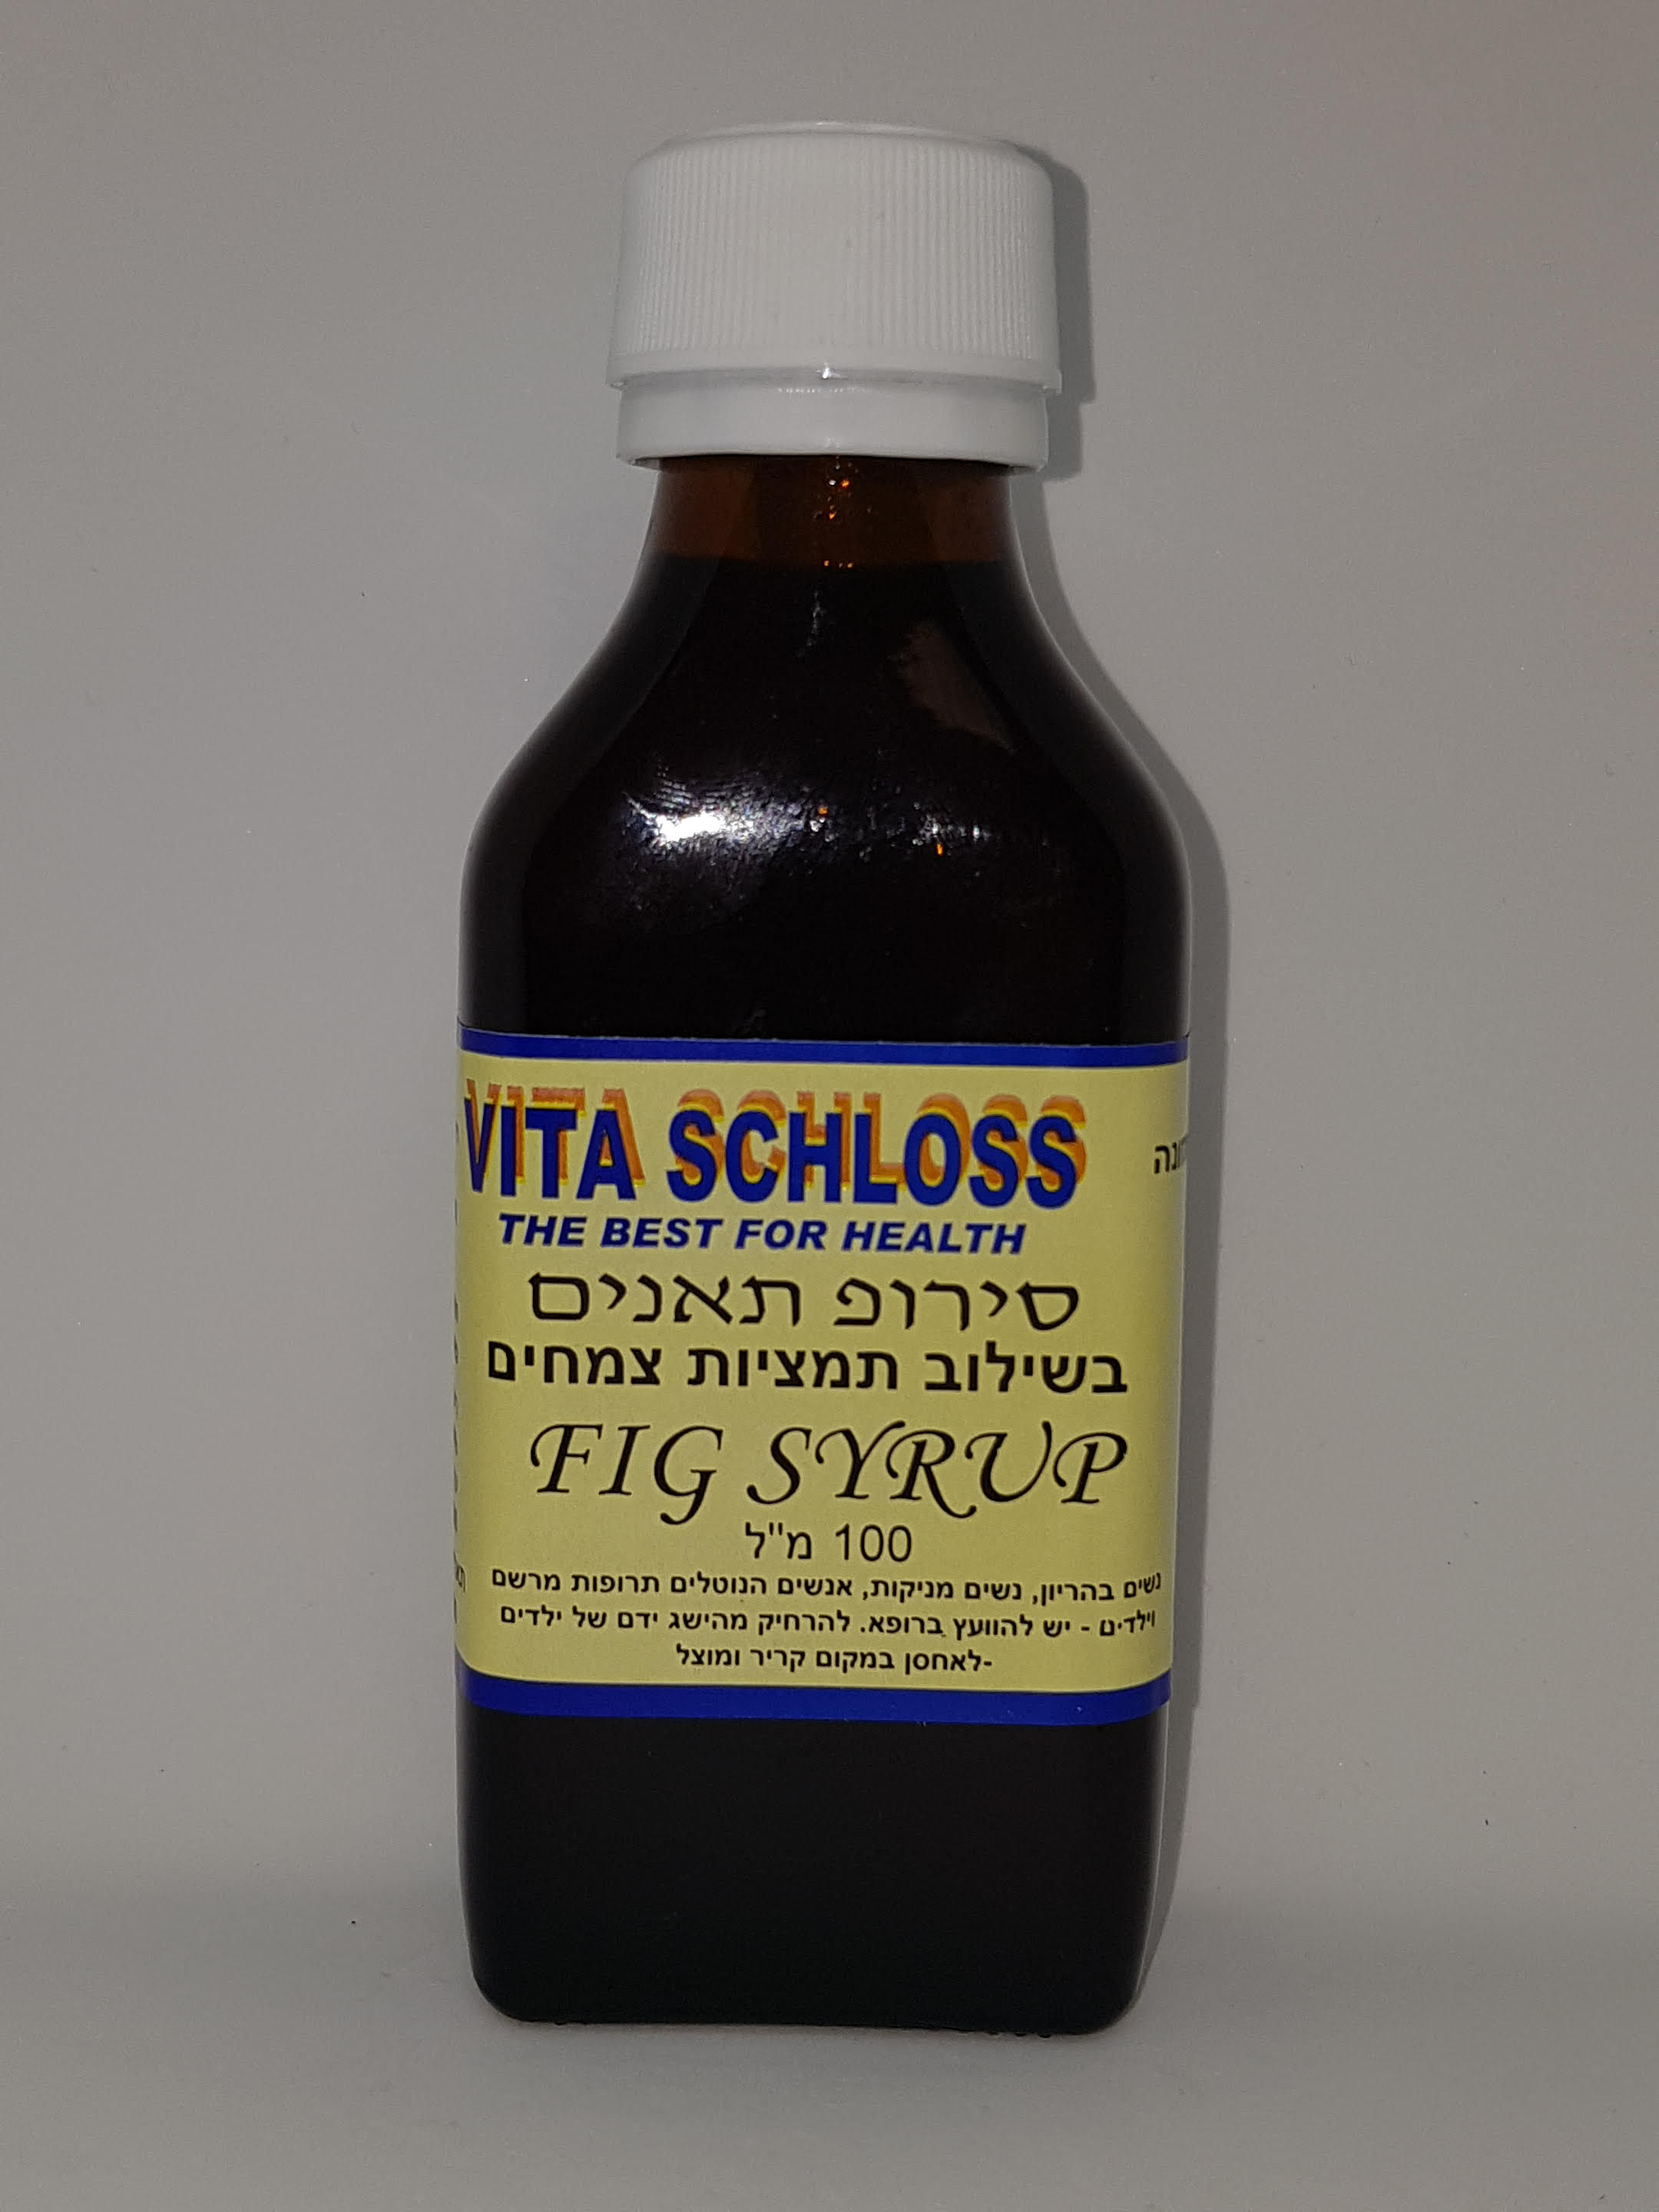 VITA SCHLOSS
THE BEST FOR HEALTH
סירופ תאנים
בשילוב תמציות צמחים
FIG SYRUP
100 מ"ל
נשים בהריון, נשים מניקות, אנשים הנוטלים תרופות מרשם
וילדים - יש להוועץ ברופא. להרחיק מהישג ידם של ילדים
-לאחסן במקום קריר ומוצל